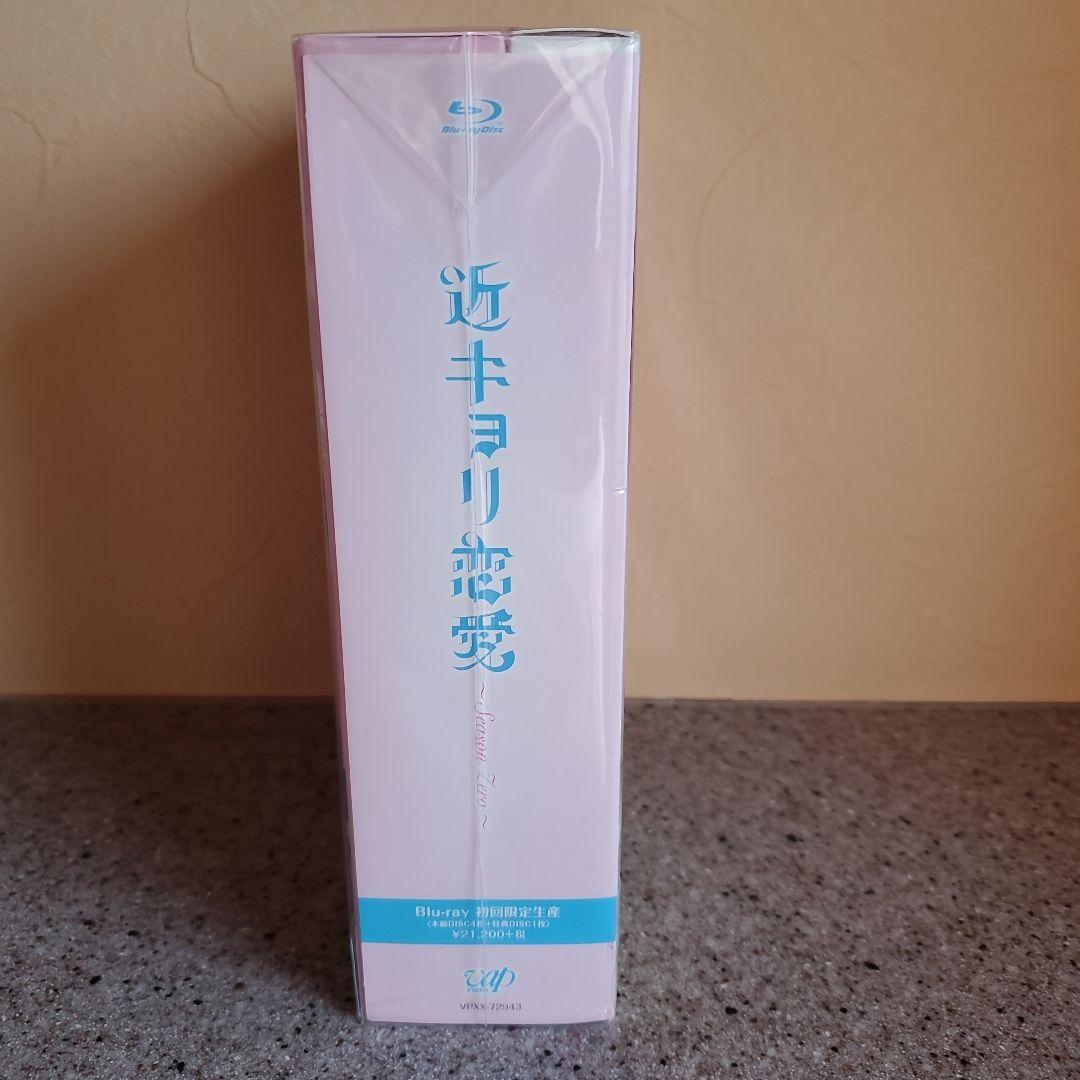 Blu-ray Disc
近キョリ恋愛
～Season Zero～
Blu-ray 初回限定生産
〈本編DISC4枚+特典DISC1枚〉
¥21,200+税
vap
VIDEO
VPXX-72943